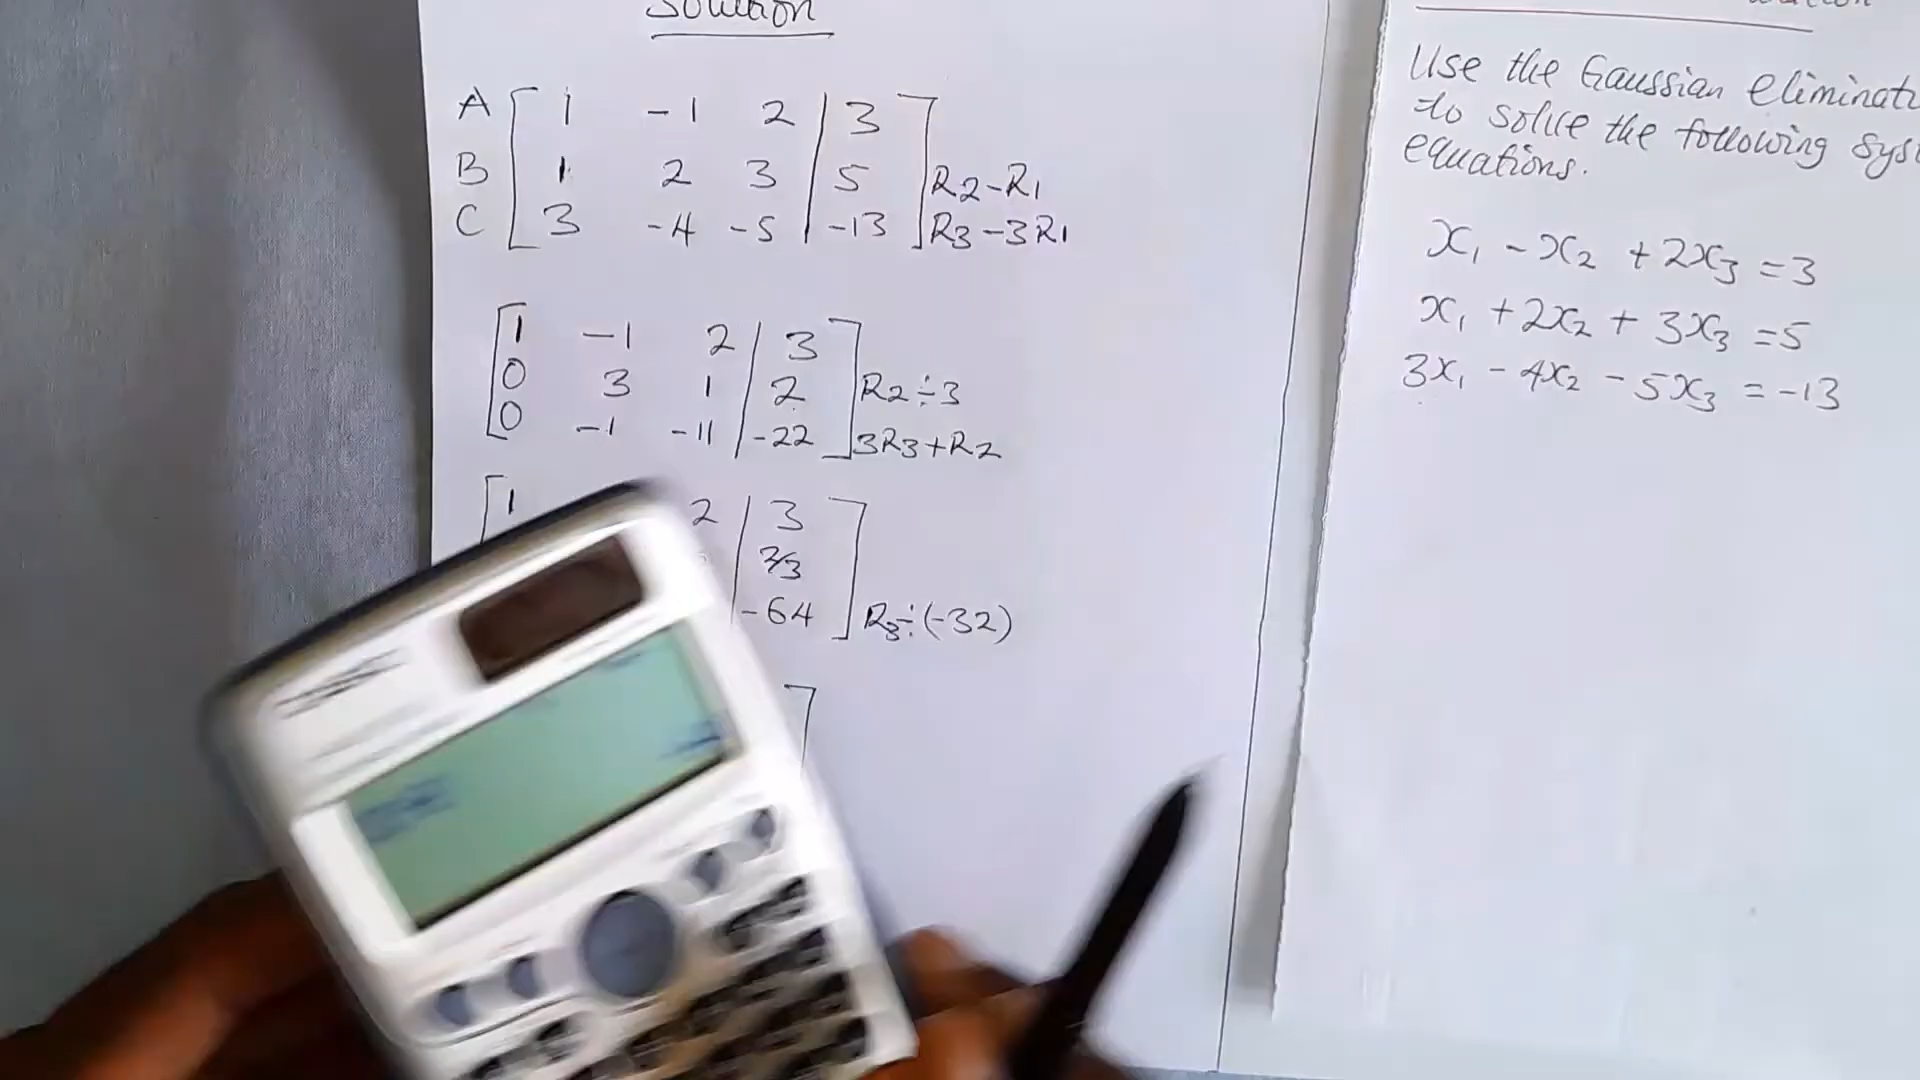 Solution
A [ 1 -1 2 | 3 ]
B [ 1 2 3 | 5 ] R2-R1
C [ 3 -4 -5 | -13 ] R3-3R1
[ 1 -1 2 | 3 ]
[ 0 3 1 | 2 ] R2÷3
[ 0 -1 -11 | -22 ] 3R3+R2
[ 1 2 | 3 ]
| 2/3 ]
| -64 ] R3÷(-32)
Use the Gaussian
to solve the following
equations.
x₁ - x₂ + 2x₃ = 3
x₁ + 2x₂ + 3x₃ = 5
3x₁ - 4x₂ - 5x₃ = -13